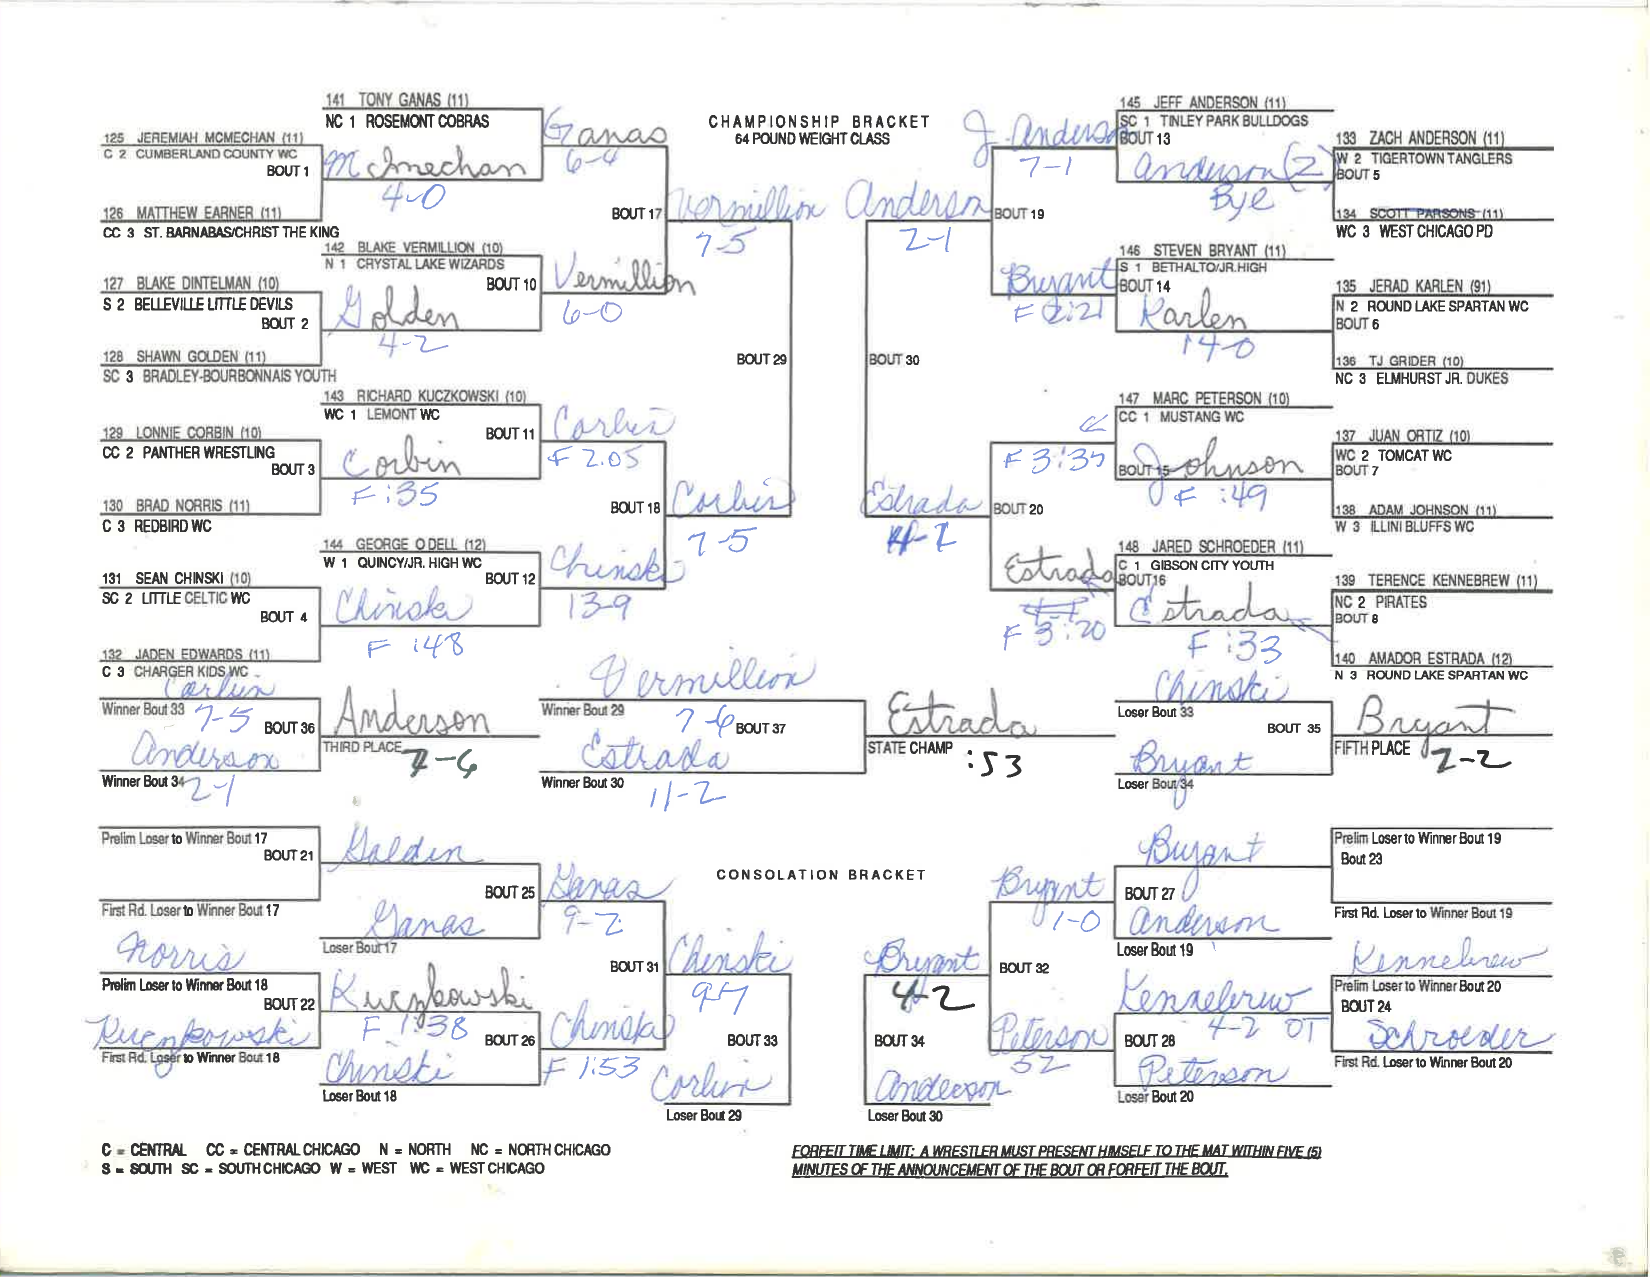 CHAMPIONSHIP BRACKET
64 POUND WEIGHT CLASS
141 TONY GANAS (11)
NC 1 ROSEMONT COBRAS
Ganas
6-4
125 JEREMIAH MCMECHAN (11)
C 2 CUMBERLAND COUNTY WC
BOUT 1
McMechan
4-0
126 MATTHEW EARNER (11)
CC 3 ST. BARNABAS/CHRIST THE KING
BOUT 17
Vermillion
7-5
142 BLAKE VERMILLION (10)
N 1 CRYSTAL LAKE WIZARDS
BOUT 10
Vermillion
6-0
127 BLAKE DINTELMAN (10)
S 2 BELLEVILLE LITTLE DEVILS
BOUT 2
Golden
4-2
128 SHAWN GOLDEN (11)
SC 3 BRADLEY-BOURBONNAIS YOUTH
BOUT 29
143 RICHARD KUCZKOWSKI (10)
WC 1 LEMONT WC
BOUT 11
Corbin
F 2:05
129 LONNIE CORBIN (10)
CC 2 PANTHER WRESTLING
BOUT 3
Corbin
F :35
130 BRAD NORRIS (11)
C 3 REDBIRD WC
BOUT 18
Corbin
7-5
144 GEORGE O DELL (12)
W 1 QUINCY/JR. HIGH WC
BOUT 12
Chinski
13-9
131 SEAN CHINSKI (10)
SC 2 LITTLE CELTIC WC
BOUT 4
Chinski
F :48
132 JADEN EDWARDS (11)
C 3 CHARGER KIDS WC
J. Anderson
7-1
145 JEFF ANDERSON (11)
SC 1 TINLEY PARK BULLDOGS
BOUT 13
Anderson (Z)
Bye
133 ZACH ANDERSON (11)
W 2 TIGERTOWN TANGLERS
BOUT 5
134 SCOTT PARSONS (11)
WC 3 WEST CHICAGO PD
Anderson
2-1
BOUT 19
146 STEVEN BRYANT (11)
S 1 BETHALTO/JR.HIGH
BOUT 14
Bryant
F 2:21
Karlen
14-0
135 JERAD KARLEN (91)
N 2 ROUND LAKE SPARTAN WC
BOUT 6
136 TJ GRIDER (10)
NC 3 ELMHURST JR. DUKES
BOUT 30
147 MARC PETERSON (10)
CC 1 MUSTANG WC
F 3:37
BOUT 15
Johnson
F :49
137 JUAN ORTIZ (10)
WC 2 TOMCAT WC
BOUT 7
138 ADAM JOHNSON (11)
W 3 ILLINI BLUFFS WC
Estrada
4-2
BOUT 20
148 JARED SCHROEDER (11)
C 1 GIBSON CITY YOUTH
BOUT 16
Estrada
F 3:20
Estrada
F :33
139 TERENCE KENNEBREW (11)
NC 2 PIRATES
BOUT 8
140 AMADOR ESTRADA (12)
N 3 ROUND LAKE SPARTAN WC
Corbin
Winner Bout 33
7-5
BOUT 36
Anderson
THIRD PLACE
7-6
Anderson
Winner Bout 34
2-1
Vermillion
Winner Bout 29
7-6
BOUT 37
Estrada
STATE CHAMP
:53
Estrada
Winner Bout 30
11-2
Chinski
Loser Bout 33
BOUT 35
Bryant
FIFTH PLACE
2-2
Bryant
Loser Bout 34
Prelim Loser to Winner Bout 17
BOUT 21
Golden
First Rd. Loser to Winner Bout 17
BOUT 25
Ganas
9-2
Ganas
Loser Bout 17
Norris
Prelim Loser to Winner Bout 18
BOUT 22
Kuczkowski
F 1:38
Kuczkowski
First Rd. Loser to Winner Bout 18
BOUT 31
Chinski
9-7
BOUT 26
Chinski
F 1:53
Chinski
Loser Bout 18
BOUT 33
Corbin
Loser Bout 29
CONSOLATION BRACKET
Bryant
Prelim Loser to Winner Bout 19
Bout 23
First Rd. Loser to Winner Bout 19
Bryant
1-0
BOUT 27
Anderson
Loser Bout 19
Bryant
4-2
BOUT 32
Kennebrew
4-2 OT
Kennebrew
Prelim Loser to Winner Bout 20
BOUT 24
Schroeder
First Rd. Loser to Winner Bout 20
BOUT 34
Peterson
52
BOUT 28
Peterson
Loser Bout 20
Anderson
Loser Bout 30
C = CENTRAL CC = CENTRAL CHICAGO N = NORTH NC = NORTH CHICAGO
S = SOUTH SC = SOUTH CHICAGO W = WEST WC = WEST CHICAGO
FORFEIT TIME LIMIT: A WRESTLER MUST PRESENT HIMSELF TO THE MAT WITHIN FIVE (5)
MINUTES OF THE ANNOUNCEMENT OF THE BOUT OR FORFEIT THE BOUT.